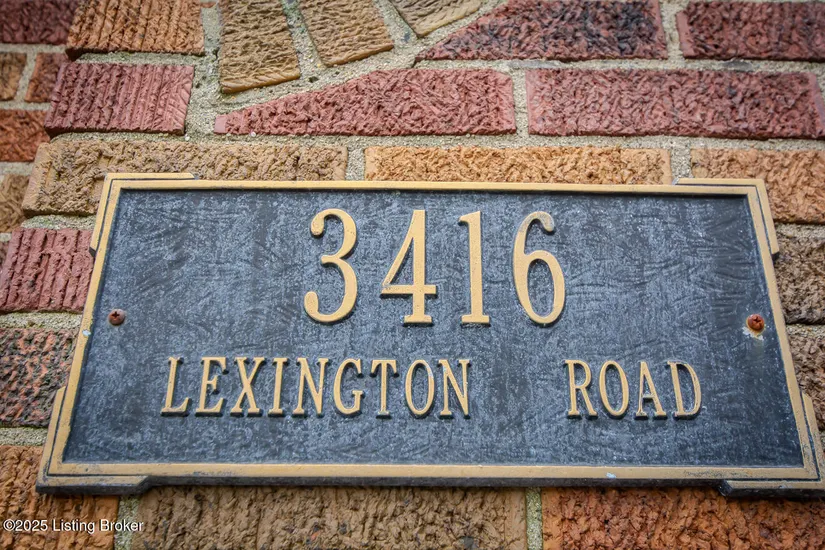 3416
LEXINGTON ROAD
©2025 Listing Broker